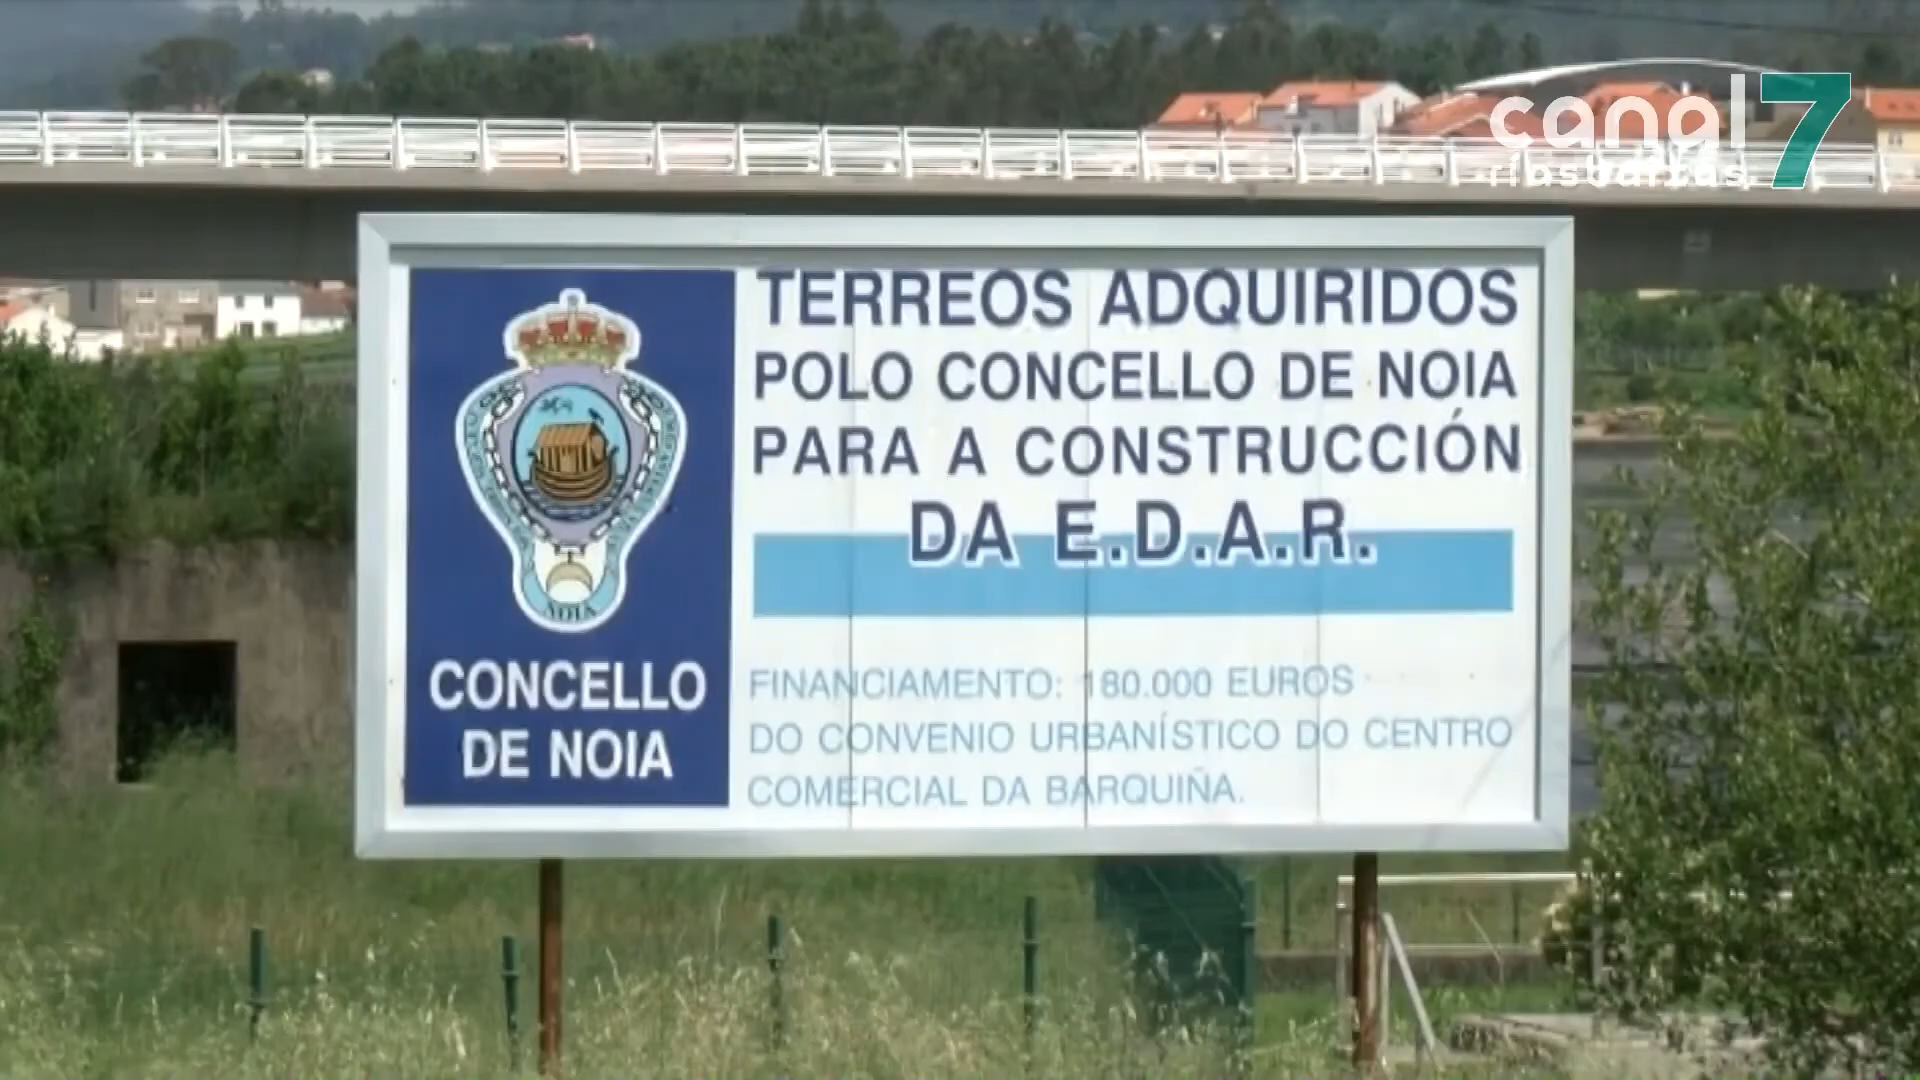 canal 7
ríasbaixas
TERREOS ADQUIRIDOS
POLO CONCELLO DE NOIA
PARA A CONSTRUCCIÓN
DA E.D.A.R.
NOIA
CONCELLO
DE NOIA
FINANCIAMENTO: 180.000 EUROS
DO CONVENIO URBANÍSTICO DO CENTRO
COMERCIAL DA BARQUIÑA.